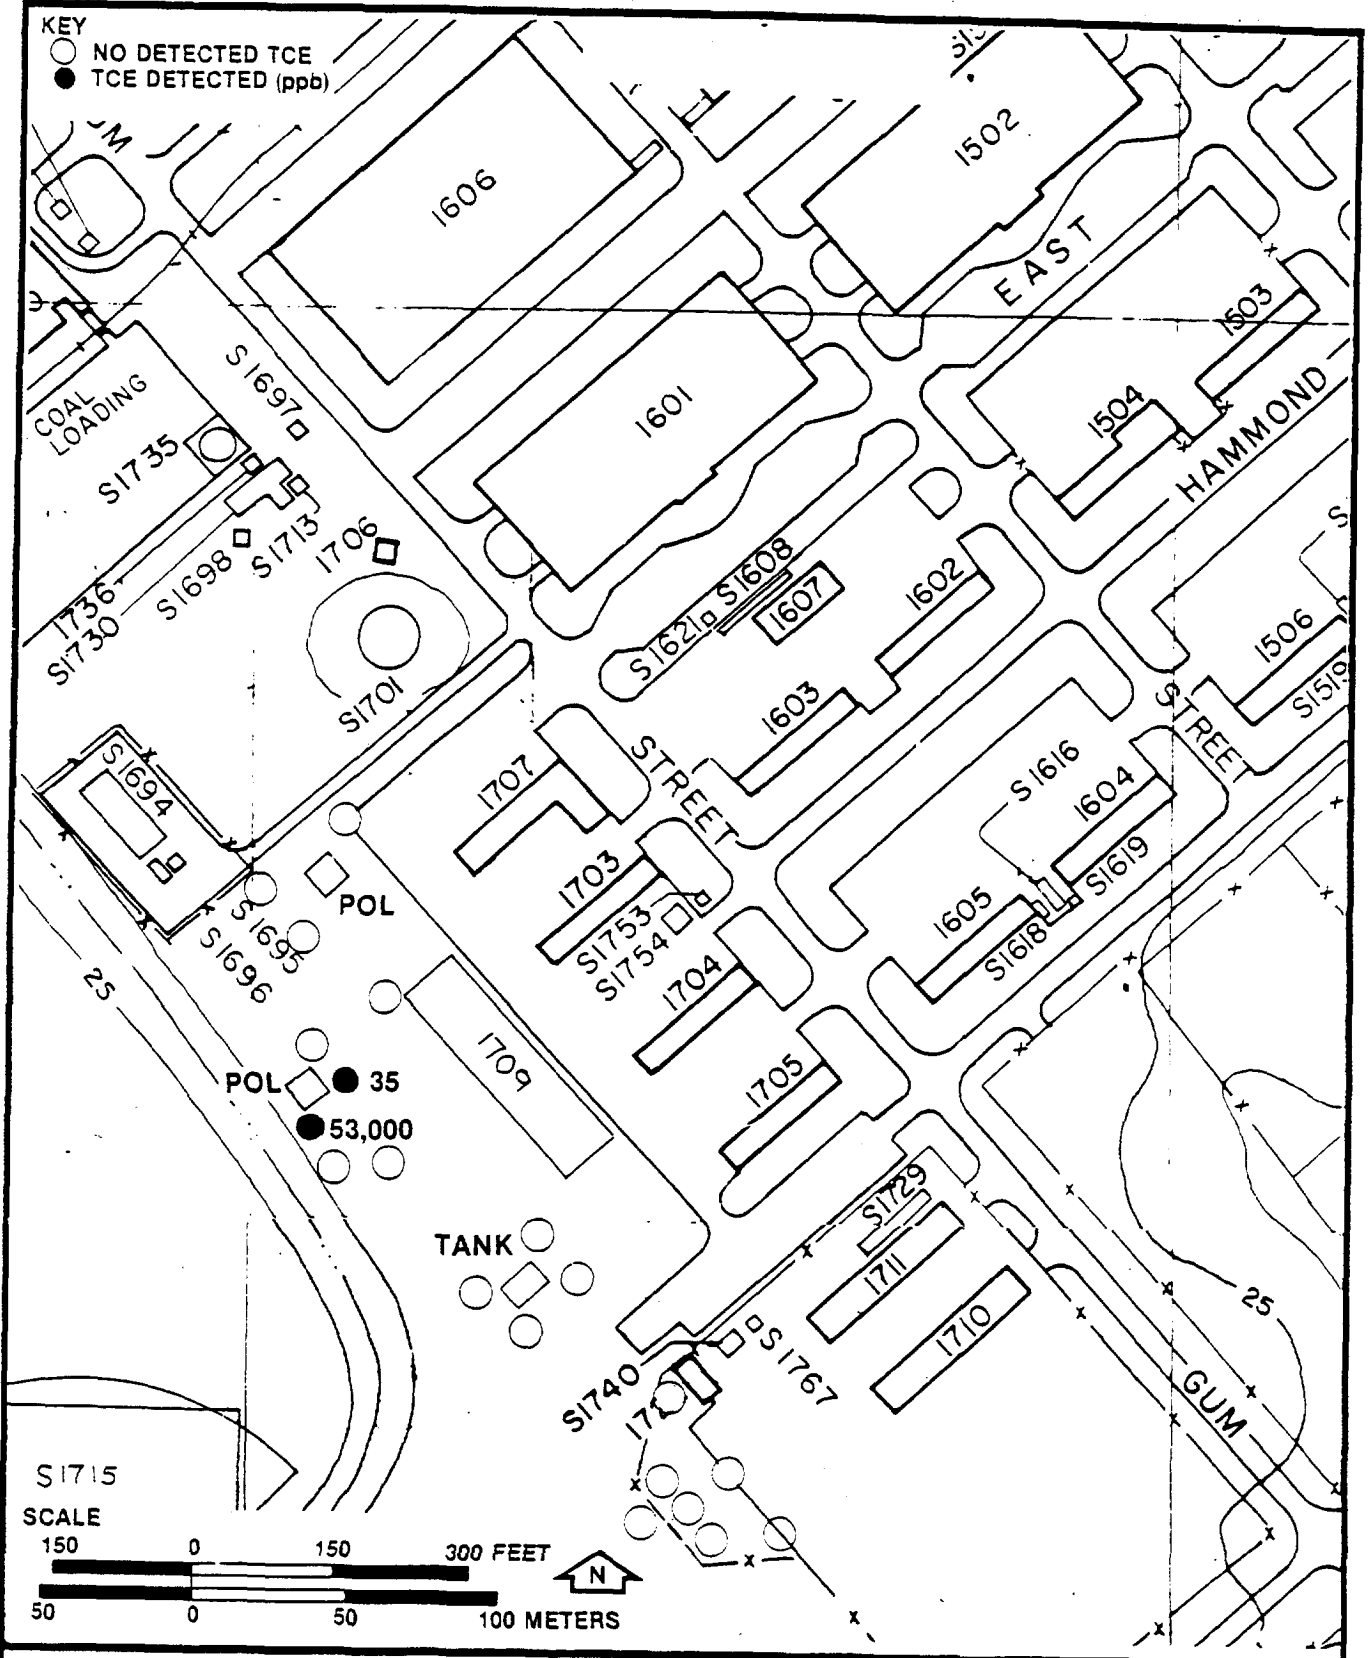 KEY
NO DETECTED TCE
TCE DETECTED (ppb)
1502
1606
EAST
1503
S1697
1601
1504
HAMMOND
COAL
LOADING
S1735
S1713
1706
S1698
1736
S1730
S1608
1607
1602
S1621
1506
S1519
S1701
1603
STREET
S1694
1707
STREET
S1616
1604
S1619
1703
POL
S1753
S1754
1605
S1618
S1695
S1696
1704
25
1709
1705
POL
35
53,000
S1729
TANK
1711
25
1710
S1767
S1740
GUM
S1715
SCALE
150 0 150 300 FEET
N
50 0 50 100 METERS